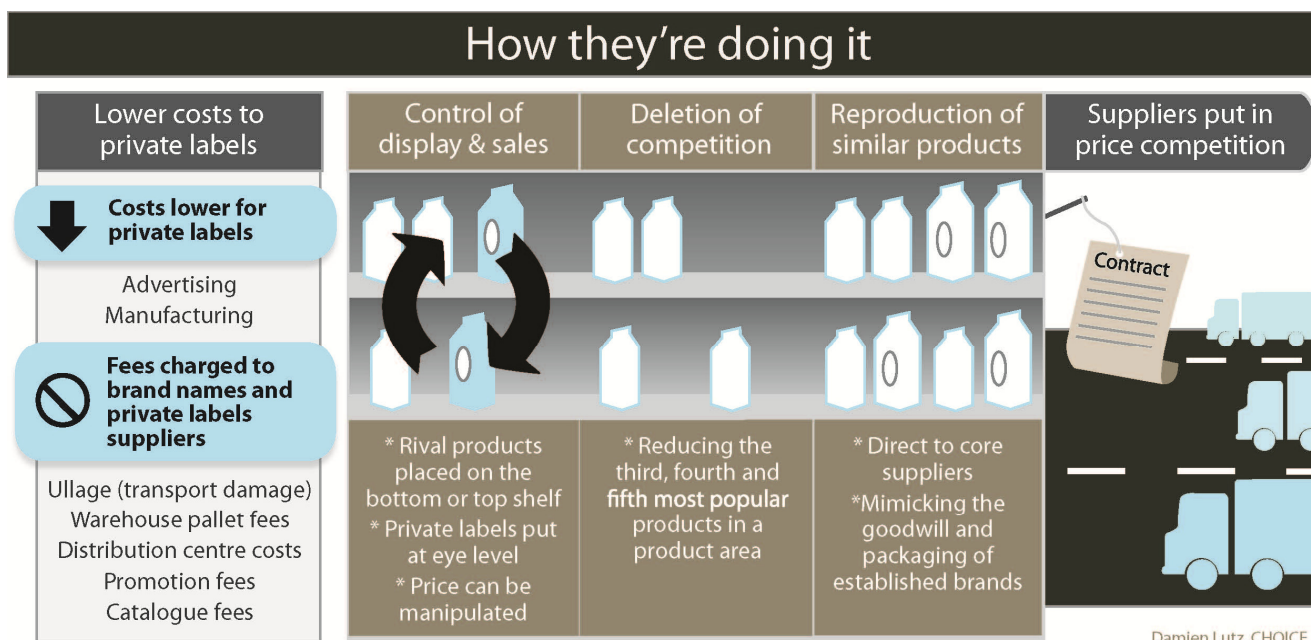 How they're doing it
Lower costs to
private labels
Costs lower for
private labels
Advertising
Manufacturing
Fees charged to
brand names and
private labels
suppliers
Ullage (transport damage)
Warehouse pallet fees
Distribution centre costs
Promotion fees
Catalogue fees
Control of
display & sales
* Rival products
placed on the
bottom or top shelf
* Private labels put
at eye level
* Price can be
manipulated
Deletion of
competition
* Reducing the
third, fourth and
fifth most popular
products in a
product area
Reproduction of
similar products
* Direct to core
suppliers
*Mimicking the
goodwill and
packaging of
established brands
Suppliers put in
price competition
Contract
Damien Lutz, CHOICE